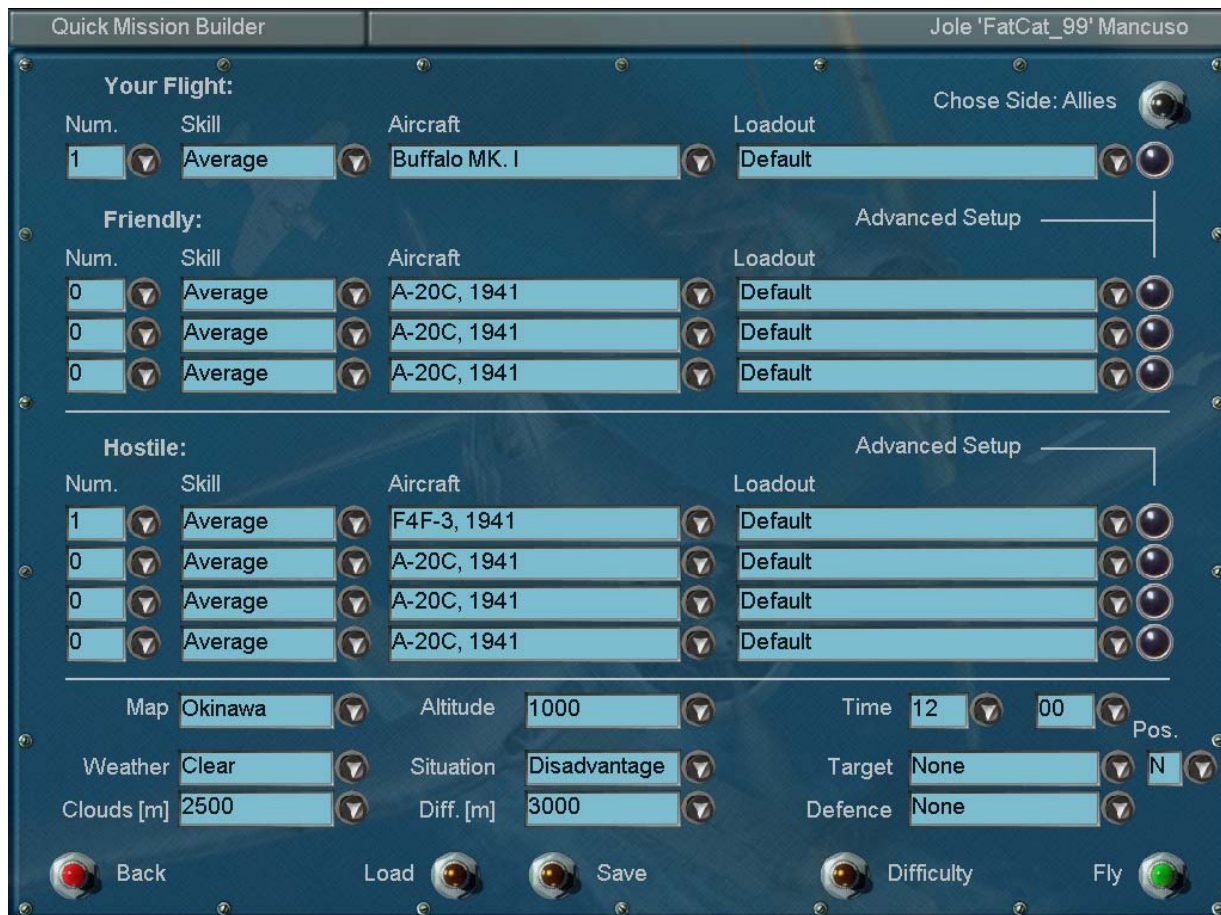 Quick Mission Builder Jole 'FatCat_99' Mancuso
Your Flight:
Chose Side: Allies
Num. Skill Aircraft Loadout
1 Average Buffalo MK. I Default
Friendly: Advanced Setup
Num. Skill Aircraft Loadout
0 Average A-20C, 1941 Default
0 Average A-20C, 1941 Default
0 Average A-20C, 1941 Default
Hostile: Advanced Setup
Num. Skill Aircraft Loadout
1 Average F4F-3, 1941 Default
0 Average A-20C, 1941 Default
0 Average A-20C, 1941 Default
0 Average A-20C, 1941 Default
Map Okinawa Altitude 1000 Time 12 00
Pos.
Weather Clear Situation Disadvantage Target None N
Clouds [m] 2500 Diff. [m] 3000 Defence None
Back Load Save Difficulty Fly